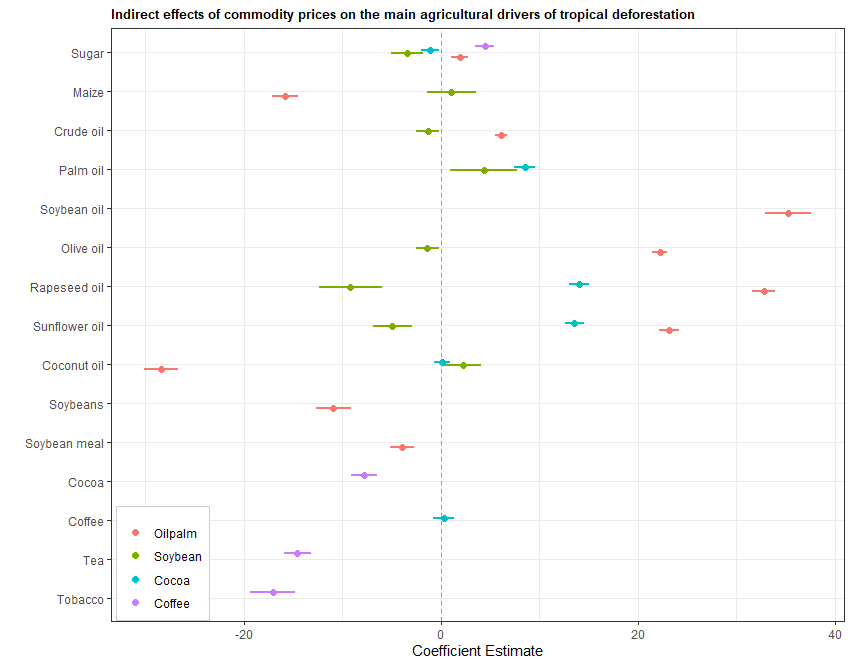 Indirect effects of commodity prices on the main agricultural drivers of tropical deforestation
Sugar
Maize
Crude oil
Palm oil
Soybean oil
Olive oil
Rapeseed oil
Sunflower oil
Coconut oil
Soybeans
Soybean meal
Cocoa
Coffee
Tea
Tobacco
Oilpalm
Soybean
Cocoa
Coffee
-20 0 20 40
Coefficient Estimate